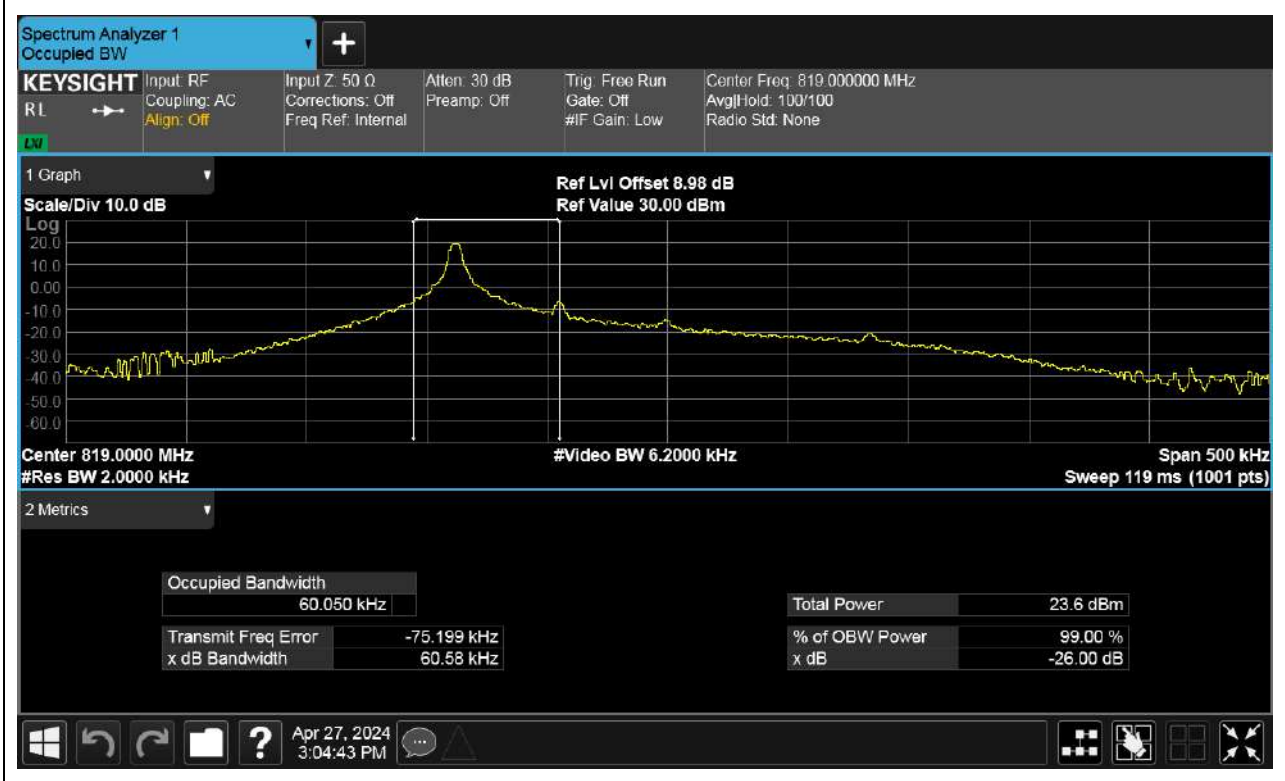 Spectrum Analyzer 1
Occupied BW
+
KEYSIGHT
RL
LXI
Input: RF
Coupling: AC
Align: Off
Input Z: 50 Ω
Corrections: Off
Freq Ref: Internal
Atten: 30 dB
Preamp: Off
Trig: Free Run
Gate: Off
#IF Gain: Low
Center Freq: 819.000000 MHz
Avg|Hold: 100/100
Radio Std: None
1 Graph
Scale/Div 10.0 dB
Ref Lvl Offset 8.98 dB
Ref Value 30.00 dBm
Log
20.0
10.0
0.00
-10.0
-20.0
-30.0
-40.0
-50.0
-60.0
Center 819.0000 MHz
#Res BW 2.0000 kHz
#Video BW 6.2000 kHz
Span 500 kHz
Sweep 119 ms (1001 pts)
2 Metrics
Occupied Bandwidth
60.050 kHz
Total Power 23.6 dBm
Transmit Freq Error -75.199 kHz
% of OBW Power 99.00 %
x dB Bandwidth 60.58 kHz
x dB -26.00 dB
?
Apr 27, 2024
3:04:43 PM